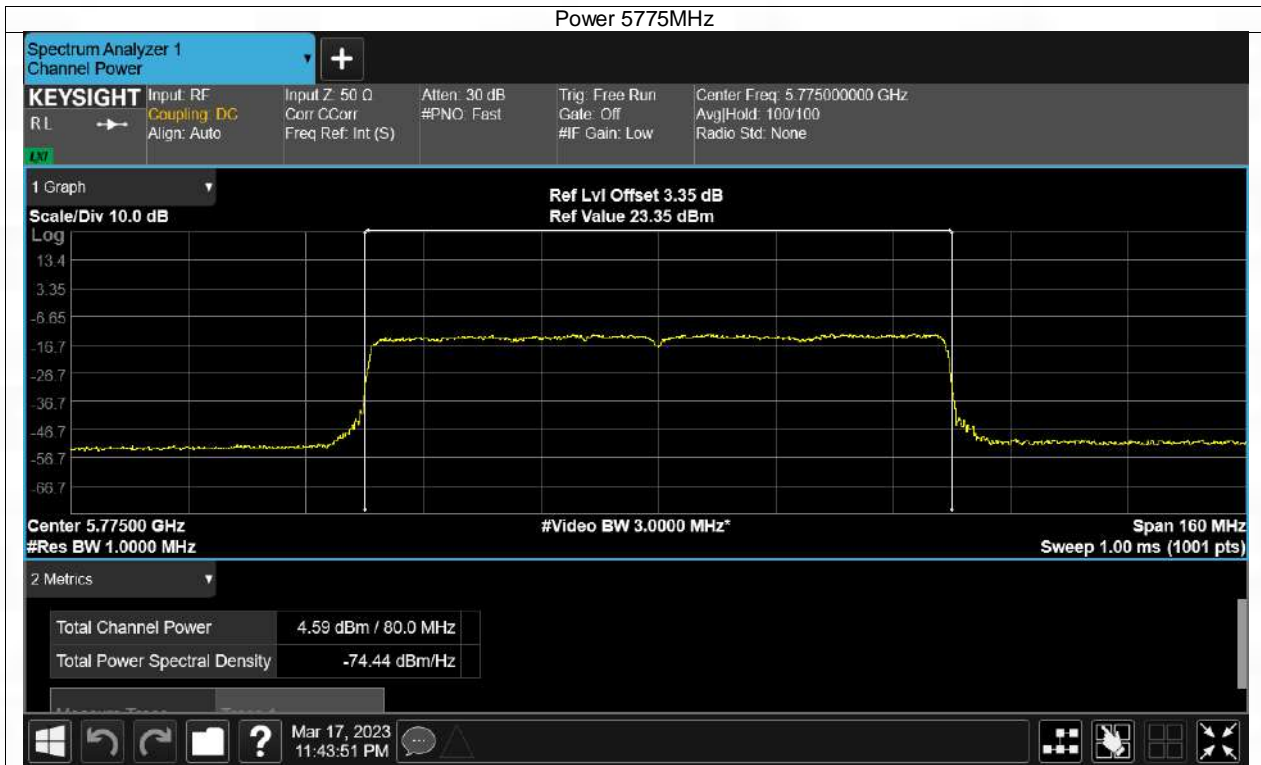 Power 5775MHz
Spectrum Analyzer 1
Channel Power
KEYSIGHT
RL
LXI
Input: RF
Coupling: DC
Align: Auto
Input Z: 50 Ω
Corr CCorr
Freq Ref: Int (S)
Atten: 30 dB
#PNO: Fast
Trig: Free Run
Gate: Off
#IF Gain: Low
Center Freq: 5.775000000 GHz
Avg|Hold: 100/100
Radio Std: None
1 Graph
Scale/Div 10.0 dB
Ref Lvl Offset 3.35 dB
Ref Value 23.35 dBm
Log
13.4
3.35
-6.65
-16.7
-26.7
-36.7
-46.7
-56.7
-66.7
Center 5.77500 GHz
#Video BW 3.0000 MHz*
Span 160 MHz
#Res BW 1.0000 MHz
Sweep 1.00 ms (1001 pts)
2 Metrics
Total Channel Power 4.59 dBm / 80.0 MHz
Total Power Spectral Density -74.44 dBm/Hz
?
Mar 17, 2023
11:43:51 PM